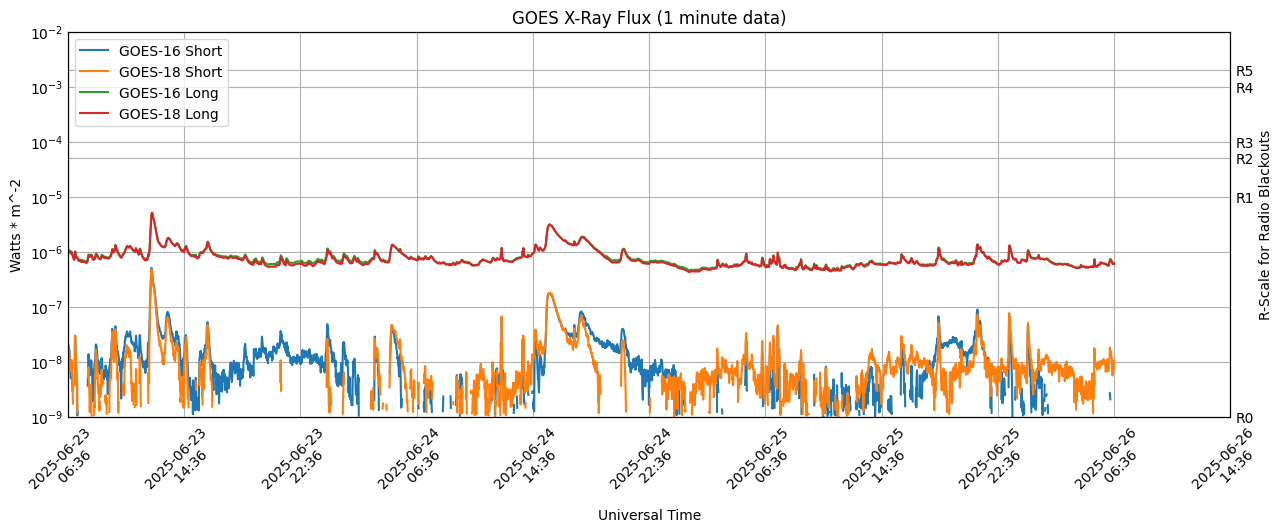 GOES X-Ray Flux (1 minute data)
GOES-16 Short
GOES-18 Short
GOES-16 Long
GOES-18 Long
10^-2
10^-3
10^-4
10^-5
10^-6
10^-7
10^-8
10^-9
Watts * m^-2
R5
R4
R3
R2
R1
R0
R-Scale for Radio Blackouts
2025-06-23
06:36
2025-06-23
14:36
2025-06-23
22:36
2025-06-24
06:36
2025-06-24
14:36
2025-06-24
22:36
2025-06-25
06:36
2025-06-25
14:36
2025-06-25
22:36
2025-06-26
06:36
2025-06-26
14:36
Universal Time